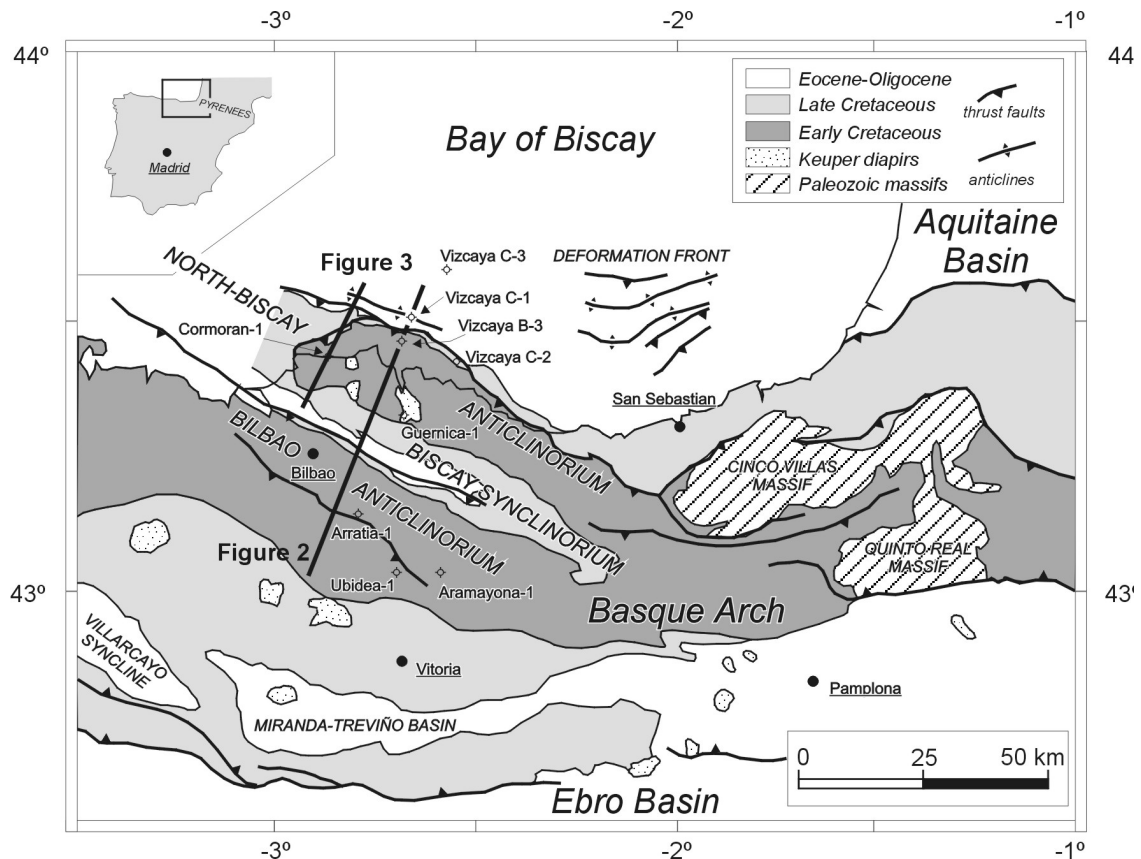 -3º
-2º
-1º
44º
44
PYRENEES
Madrid
Bay of Biscay
Eocene-Oligocene
Late Cretaceous
Early Cretaceous
Keuper diapirs
Paleozoic massifs
thrust faults
anticlines
Aquitaine
Basin
NORTH-BISCAY
Figure 3
Vizcaya C-3
DEFORMATION FRONT
Vizcaya C-1
Cormoran-1
Vizcaya B-3
Vizcaya C-2
San Sebastian
ANTICLINORIUM
Guernica-1
BILBAO
Bilbao
BISCAY SYNCLINORIUM
CINCO VILLAS
MASSIF
ANTICLINORIUM
Arratia-1
Figure 2
QUINTO REAL
MASSIF
Ubidea-1
Aramayona-1
43º
43º
Basque Arch
VILLARCAYO
SYNCLINE
Vitoria
Pamplona
MIRANDA-TREVIÑO BASIN
0
25
50 km
Ebro Basin
-3º
-2º
-1º